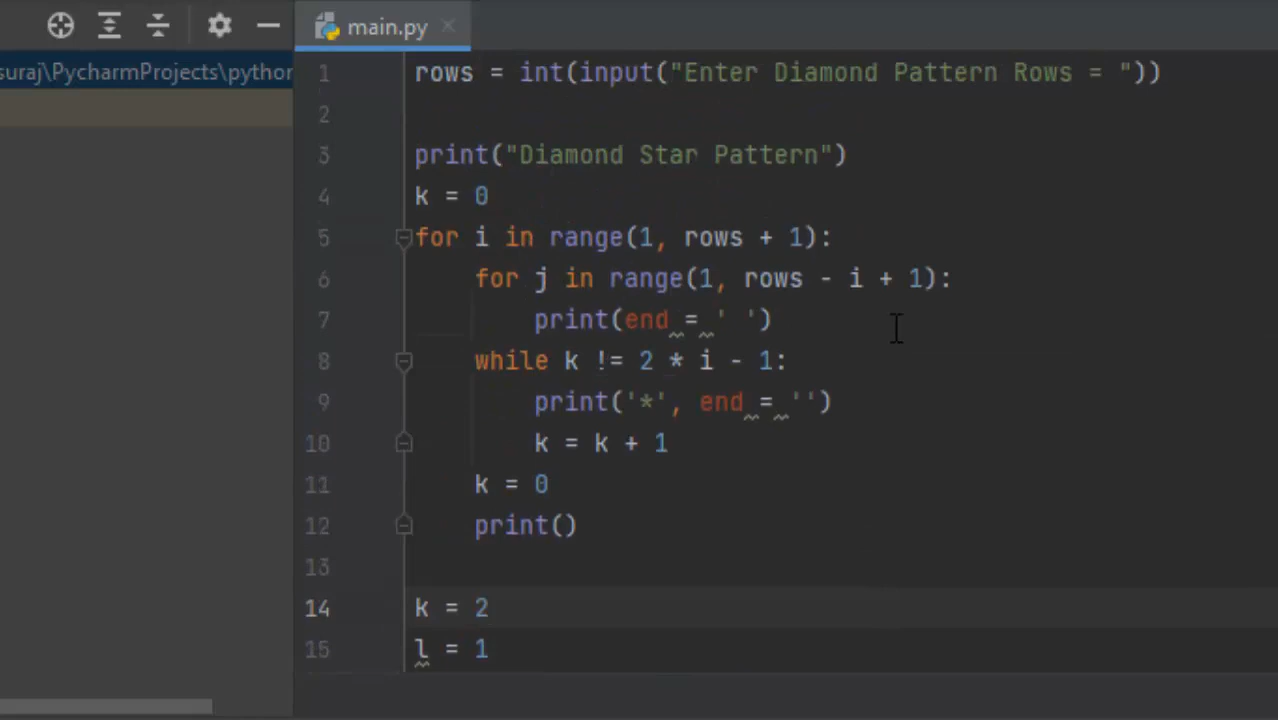 main.py
suraj\PycharmProjects\python
1 rows = int(input("Enter Diamond Pattern Rows = "))
2
3 print("Diamond Star Pattern")
4 k = 0
5 for i in range(1, rows + 1):
6     for j in range(1, rows - i + 1):
7         print(end = ' ')
8     while k != 2 * i - 1:
9         print('*', end = '')
10         k = k + 1
11     k = 0
12     print()
13
14 k = 2
15 l = 1